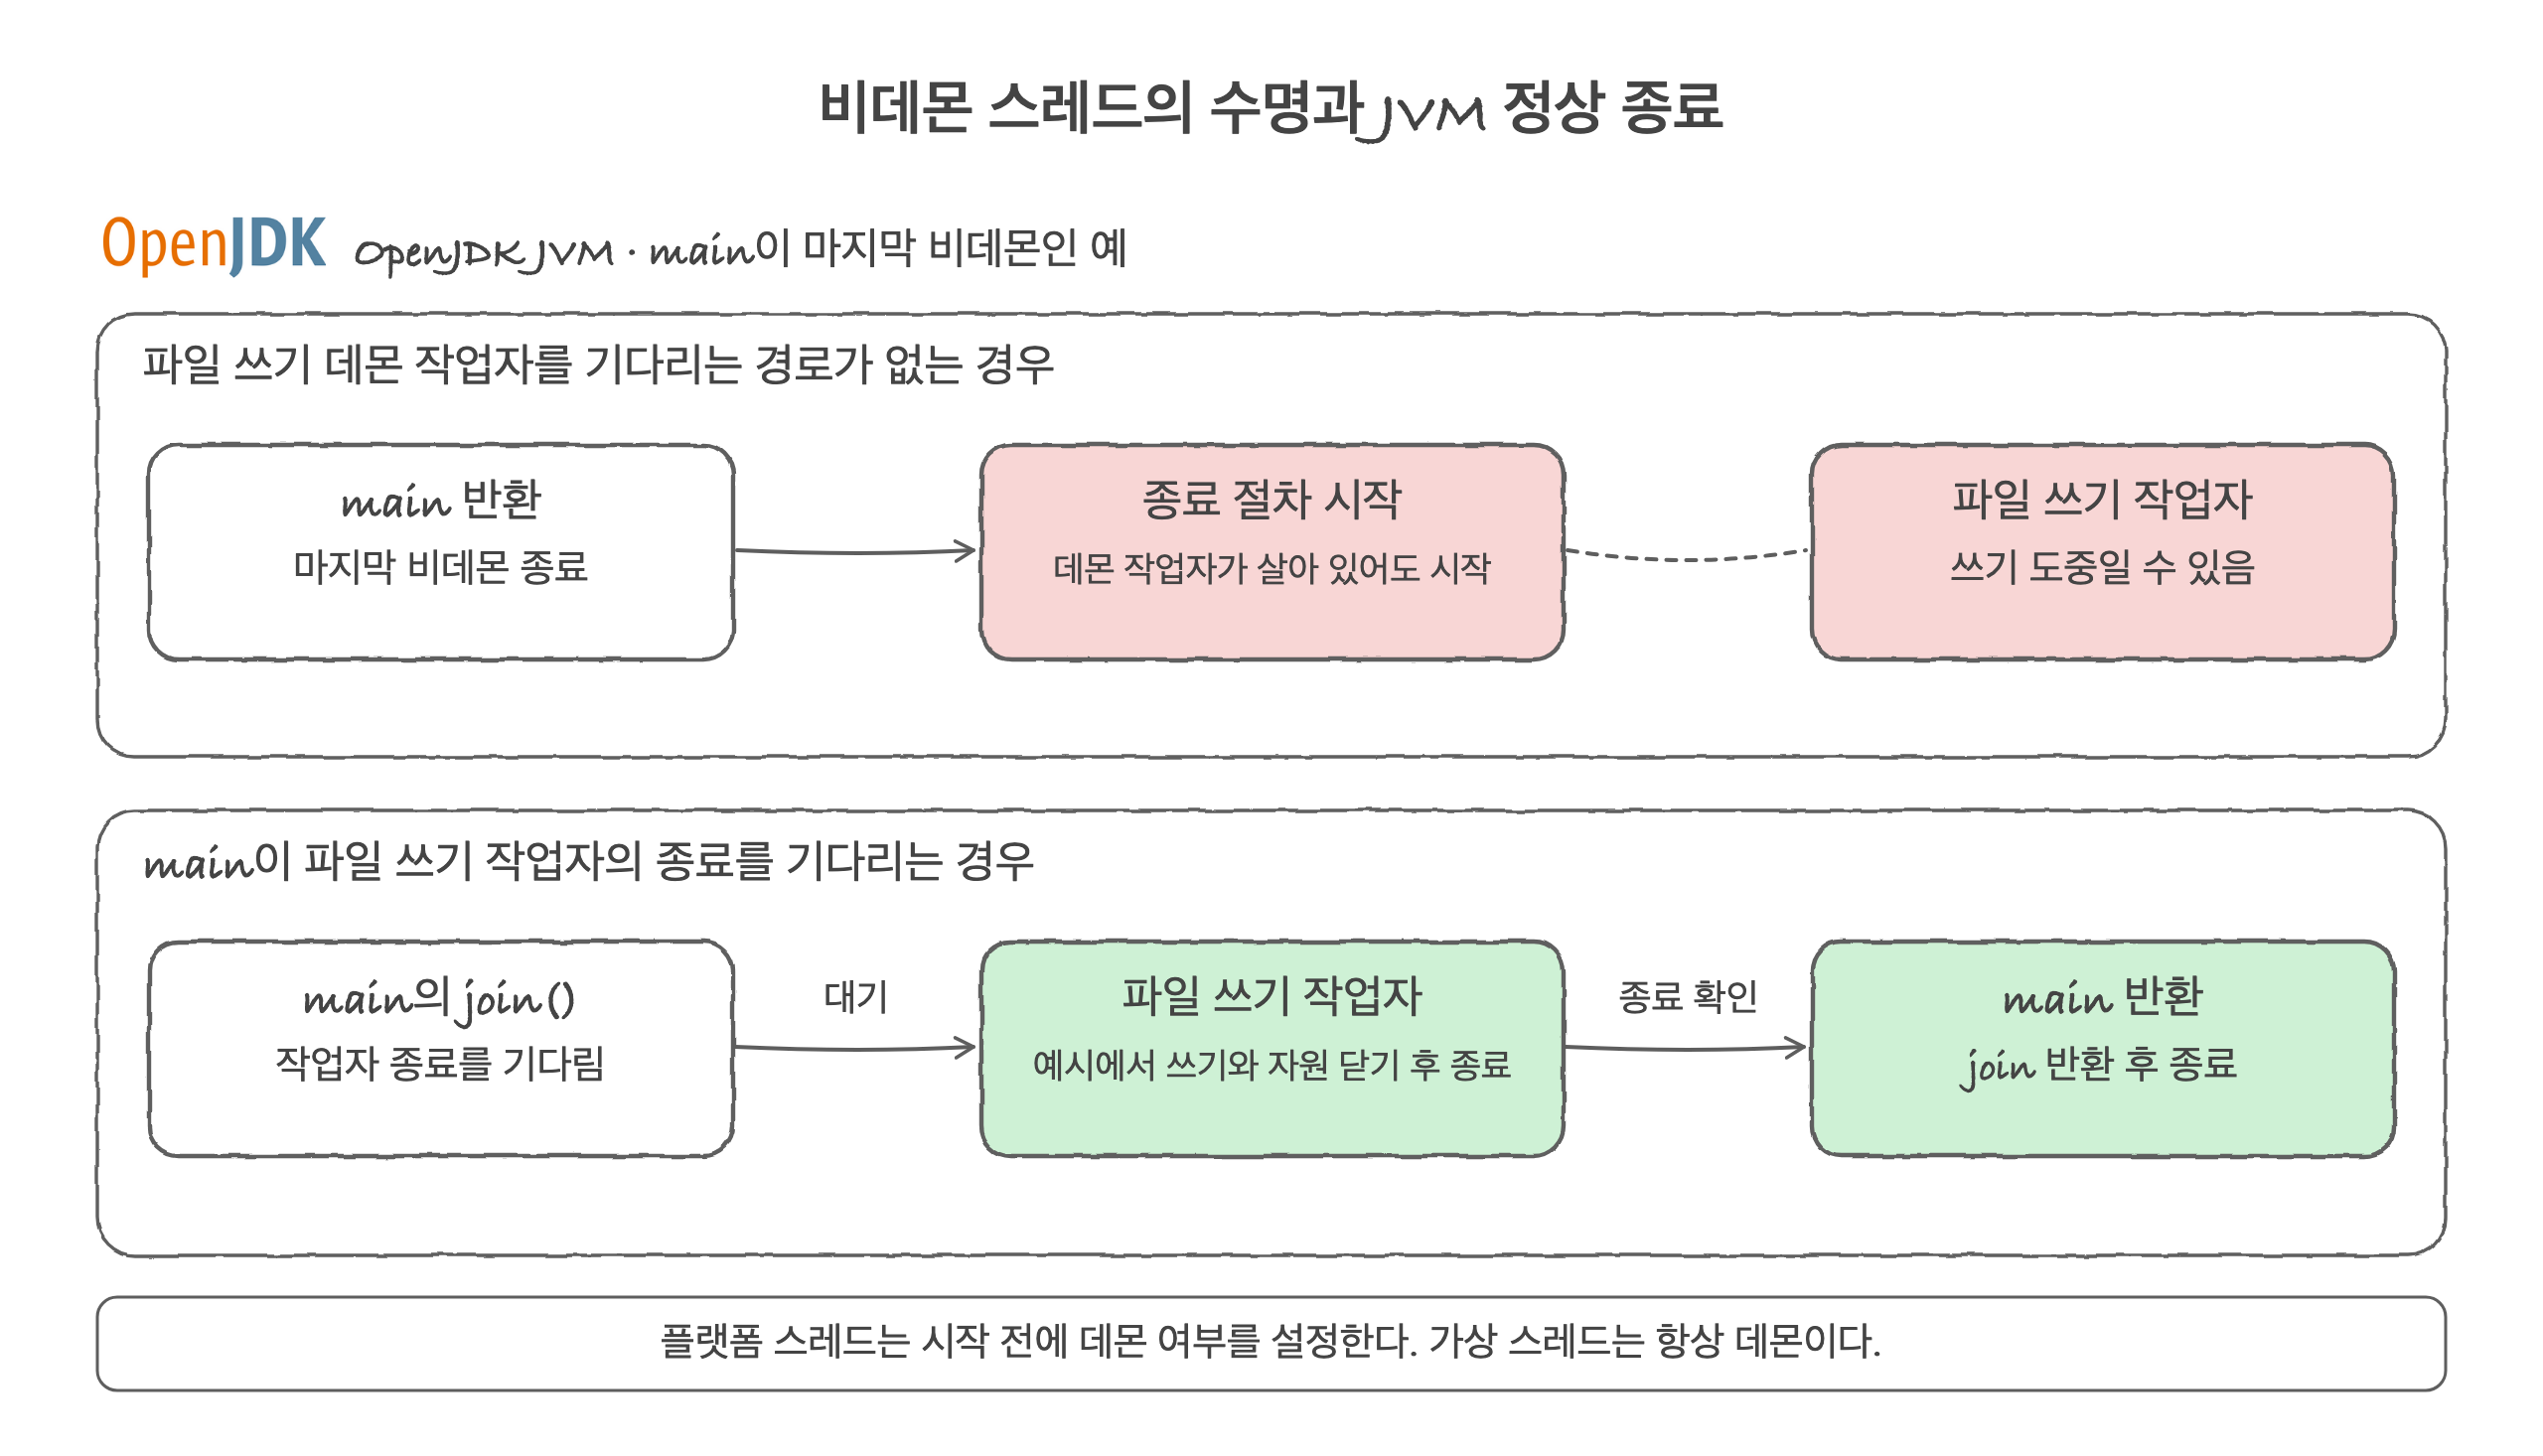 비데몬 스레드의 수명과 JVM 정상 종료
OpenJDK OpenJDK JVM · main이 마지막 비데몬인 예
파일 쓰기 데몬 작업자를 기다리는 경로가 없는 경우
main 반환
마지막 비데몬 종료
종료 절차 시작
데몬 작업자가 살아 있어도 시작
파일 쓰기 작업자
쓰기 도중일 수 있음
main이 파일 쓰기 작업자의 종료를 기다리는 경우
main의 join()
작업자 종료를 기다림
대기
파일 쓰기 작업자
예시에서 쓰기와 자원 닫기 후 종료
종료 확인
main 반환
join 반환 후 종료
플랫폼 스레드는 시작 전에 데몬 여부를 설정한다. 가상 스레드는 항상 데몬이다.